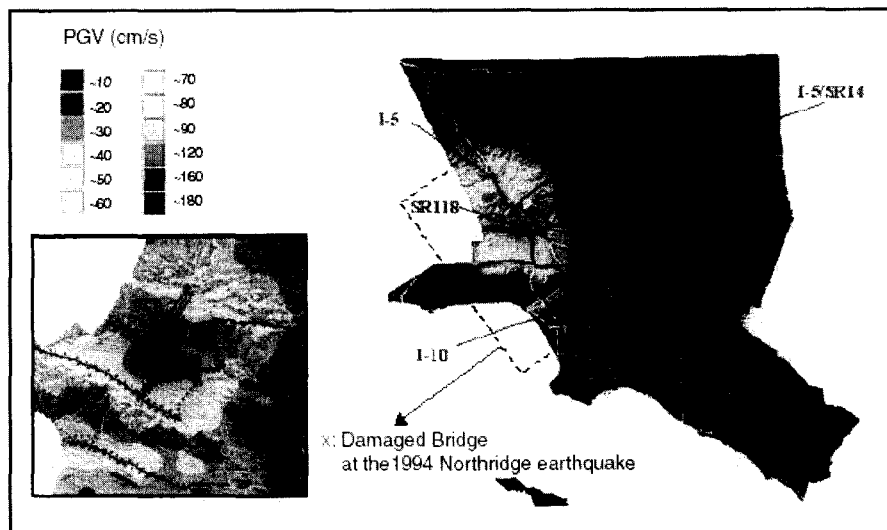 PGV (cm/s)
~10
~20
~30
~40
~50
~60
~70
~80
~90
~120
~160
~180
I-5
I-5/SR14
SR118
I-10
x: Damaged Bridge
at the 1994 Northridge earthquake